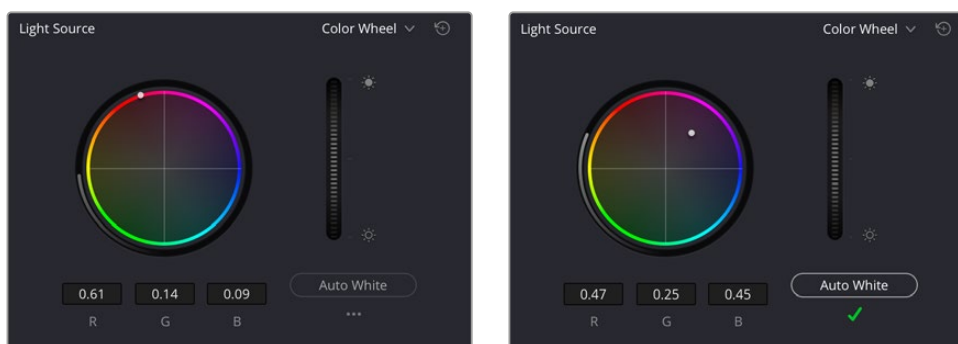 Light Source Color Wheel
0.61 0.14 0.09
R G B
Auto White
Light Source Color Wheel
0.47 0.25 0.45
R G B
Auto White